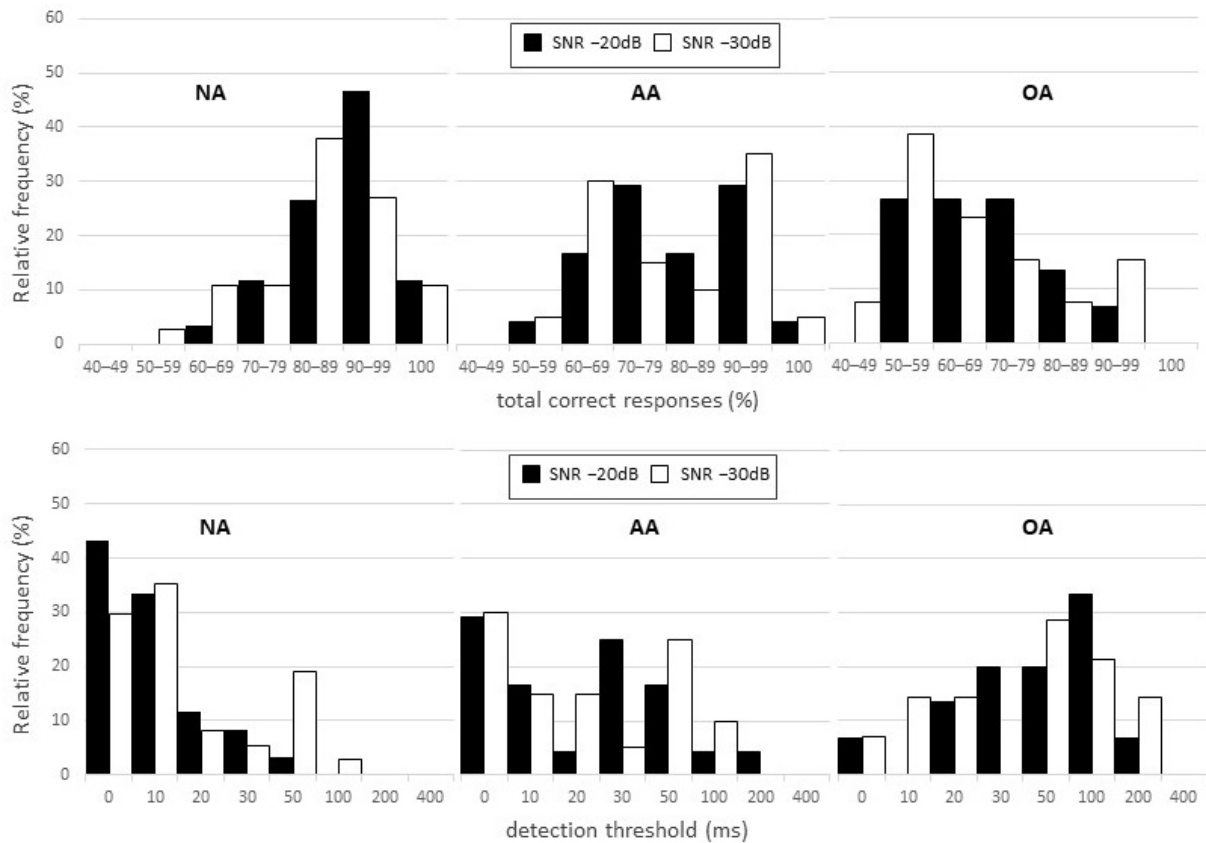 60
SNR −20dB SNR −30dB
50
NA AA OA
40
30
20
10
0
Relative frequency (%)
40–49 50–59 60–69 70–79 80–89 90–99 100 40–49 50–59 60–69 70–79 80–89 90–99 100 40–49 50–59 60–69 70–79 80–89 90–99 100
total correct responses (%)
60
SNR −20dB SNR −30dB
50
NA AA OA
40
30
20
10
0
Relative frequency (%)
0 10 20 30 50 100 200 400 0 10 20 30 50 100 200 400 0 10 20 30 50 100 200 400
detection threshold (ms)